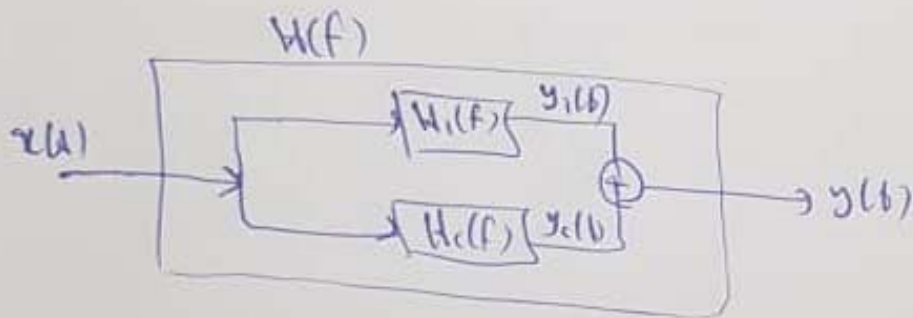 H(f)
x(t)
H₁(f)
y₁(t)
+
y(t)
H₂(f)
y₂(t)